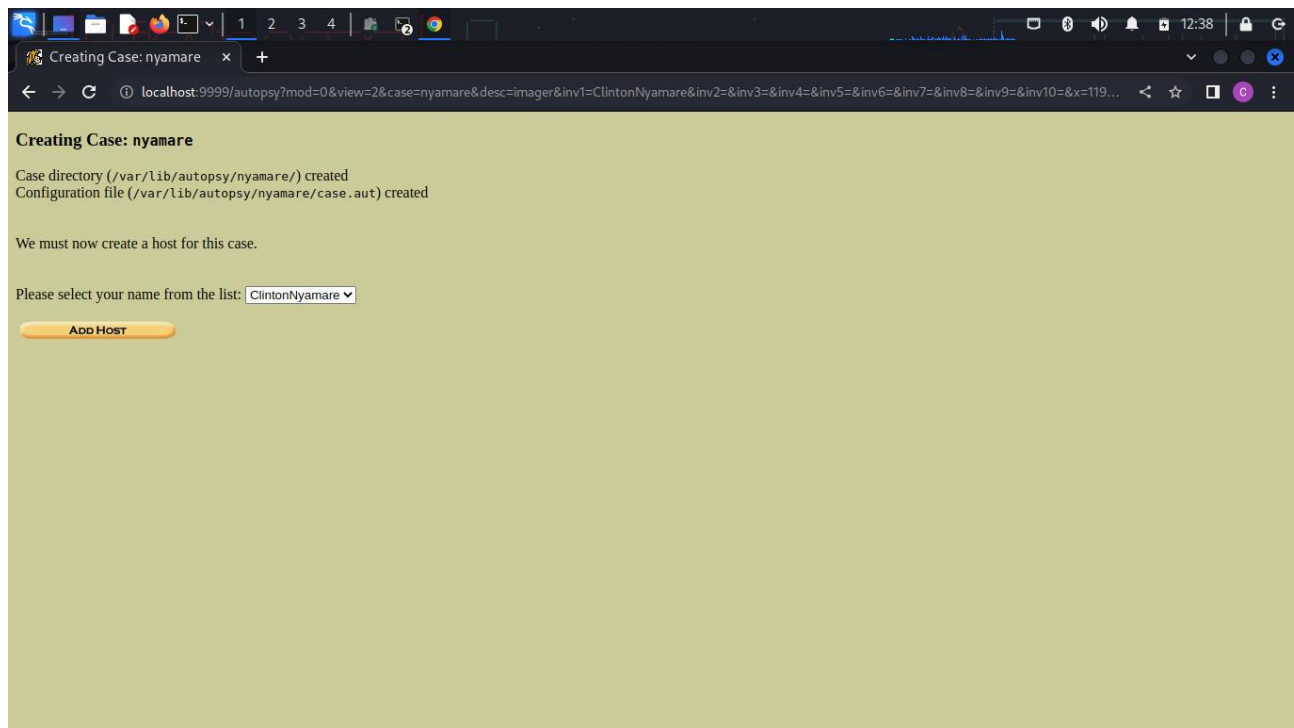 1 2 3 4 2 12:38
Creating Case: nyamare
localhost:9999/autopsy?mod=0&view=2&case=nyamare&desc=imager&inv1=ClintonNyamare&inv2=&inv3=&inv4=&inv5=&inv6=&inv7=&inv8=&inv9=&inv10=&x=119... C
Creating Case: nyamare
Case directory (/var/lib/autopsy/nyamare/) created
Configuration file (/var/lib/autopsy/nyamare/case.aut) created
We must now create a host for this case.
Please select your name from the list: ClintonNyamare
ADD HOST